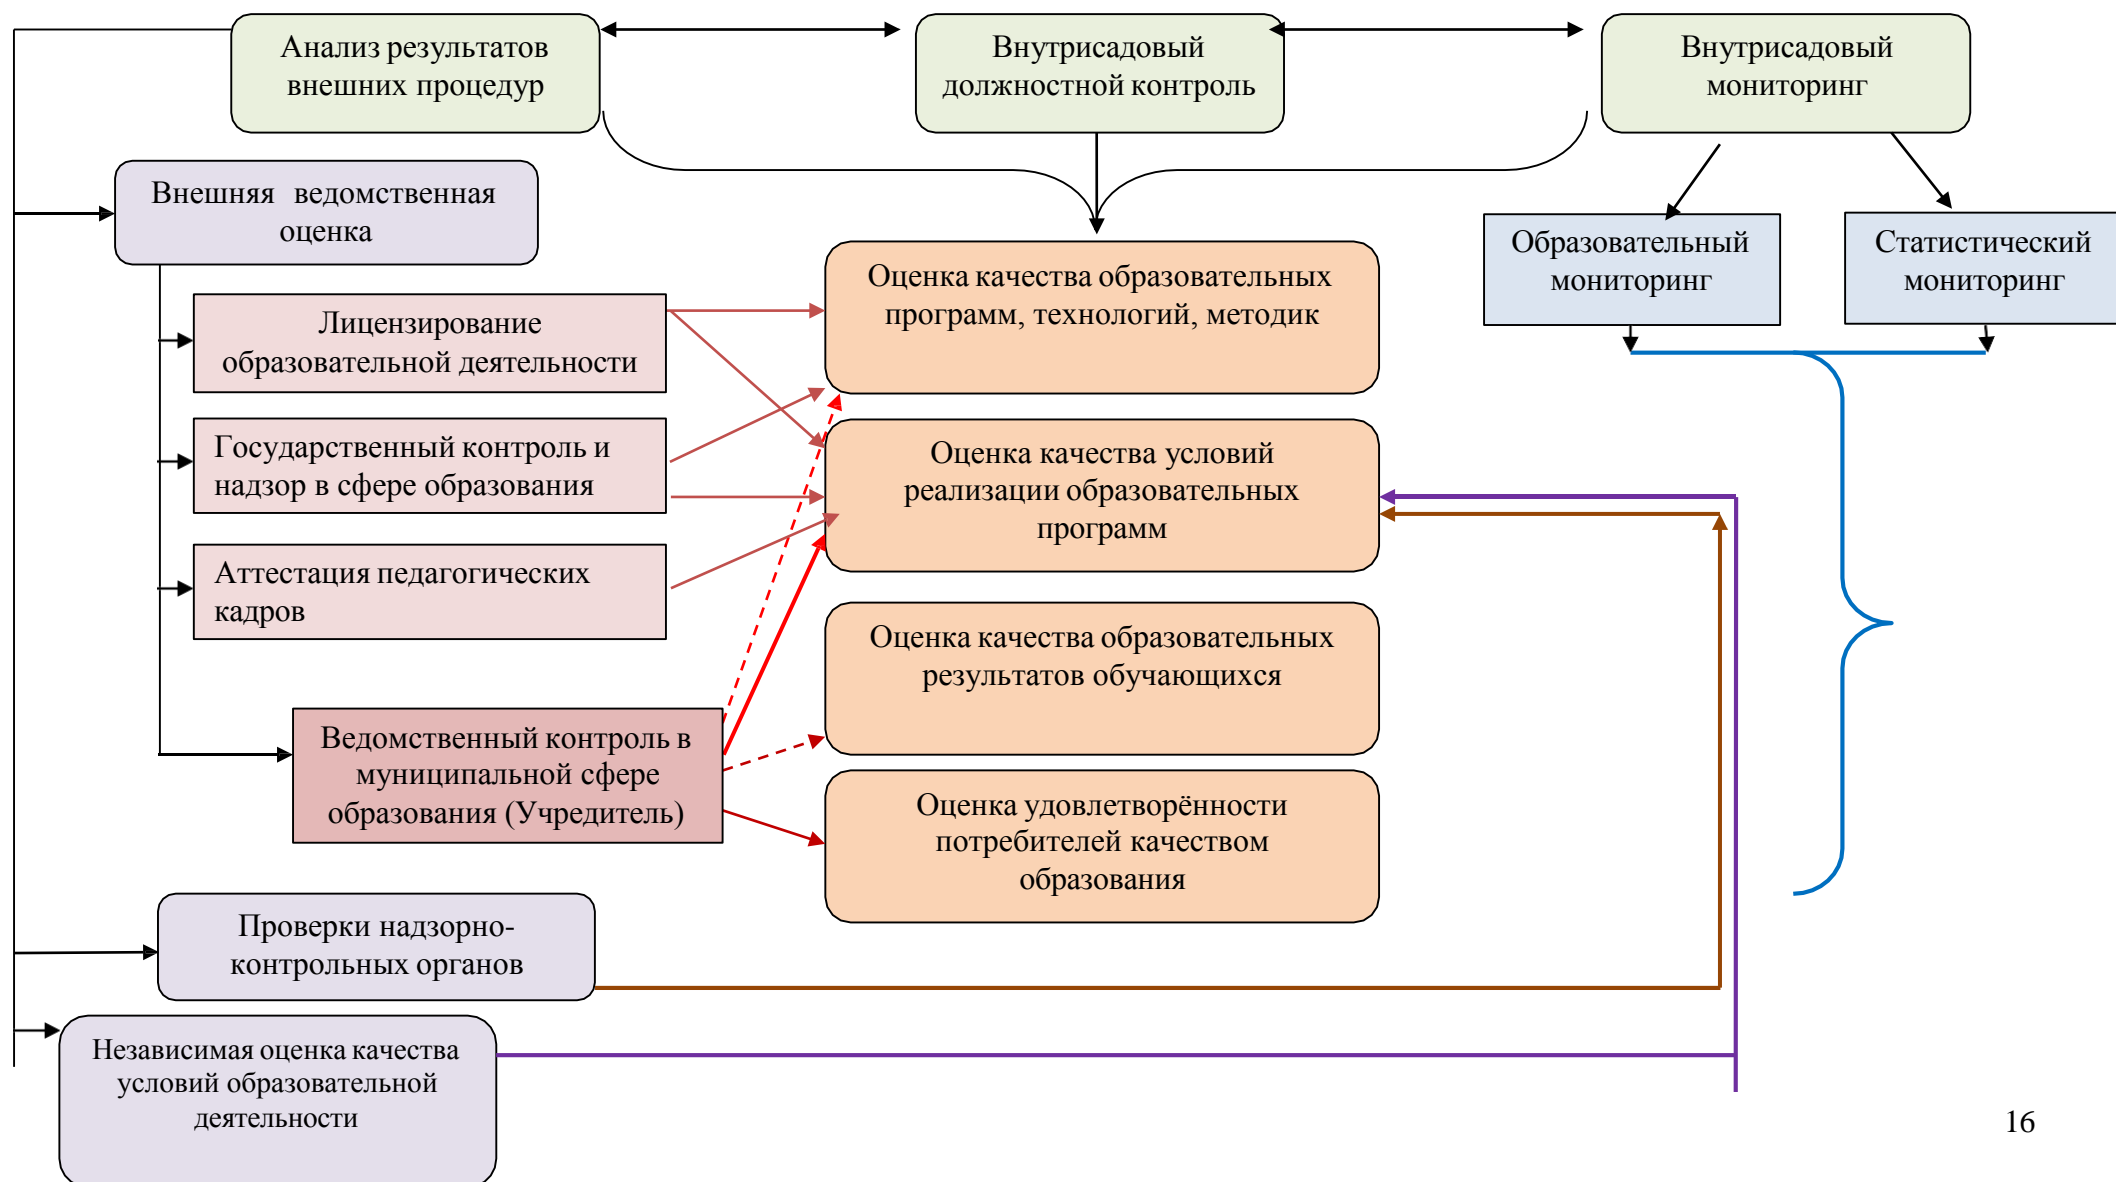 Анализ результатов
внешних процедур
Внутрисадовый
должностной контроль
Внутрисадовый
мониторинг
Внешняя ведомственная
оценка
Образовательный
мониторинг
Статистический
мониторинг
Оценка качества образовательных
программ, технологий, методик
Лицензирование
образовательной деятельности
Государственный контроль и
надзор в сфере образования
Оценка качества условий
реализации образовательных
программ
Аттестация педагогических
кадров
Оценка качества образовательных
результатов обучающихся
Ведомственный контроль в
муниципальной сфере
образования (Учредитель)
Оценка удовлетворённости
потребителей качеством
образования
Проверки надзорно-
контрольных органов
Независимая оценка качества
условий образовательной
деятельности
16